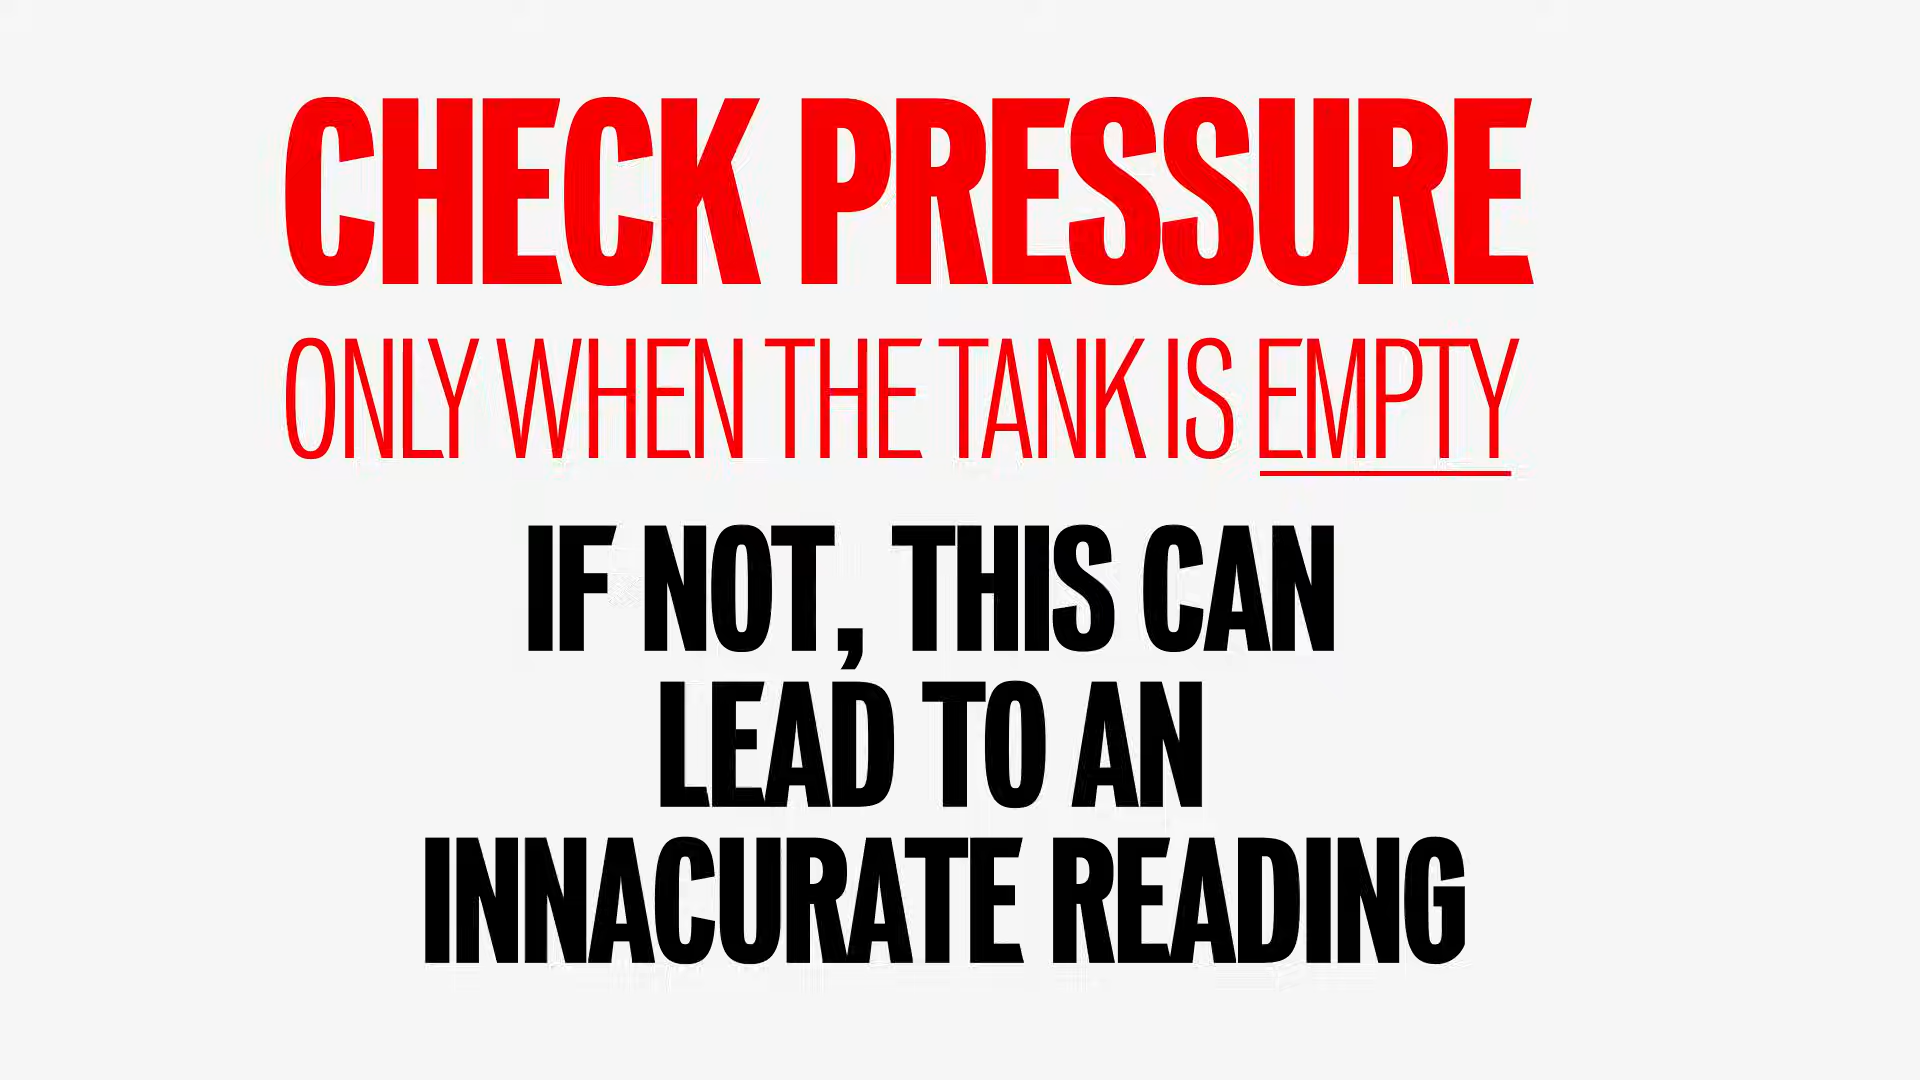 CHECK PRESSURE
ONLY WHEN THE TANK IS EMPTY
IF NOT, THIS CAN
LEAD TO AN
INNACURATE READING